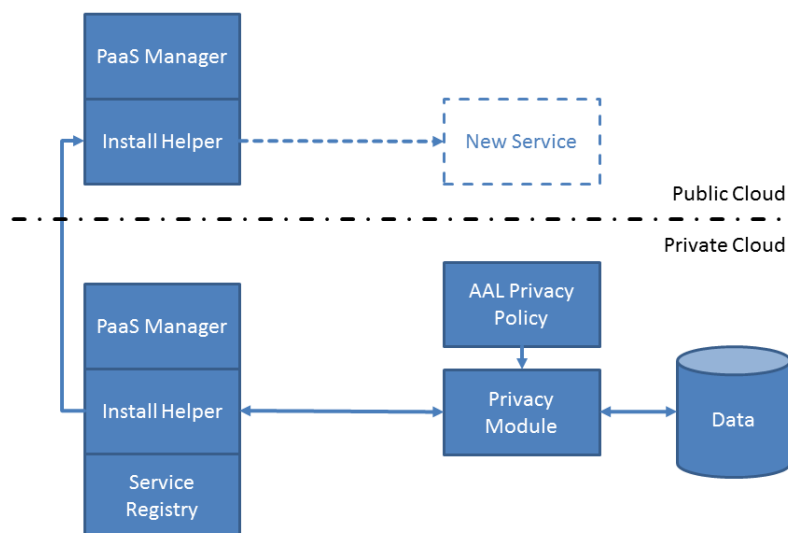 PaaS Manager
Install Helper
New Service
Public Cloud
Private Cloud
PaaS Manager
AAL Privacy
Policy
Install Helper
Privacy
Module
Data
Service
Registry